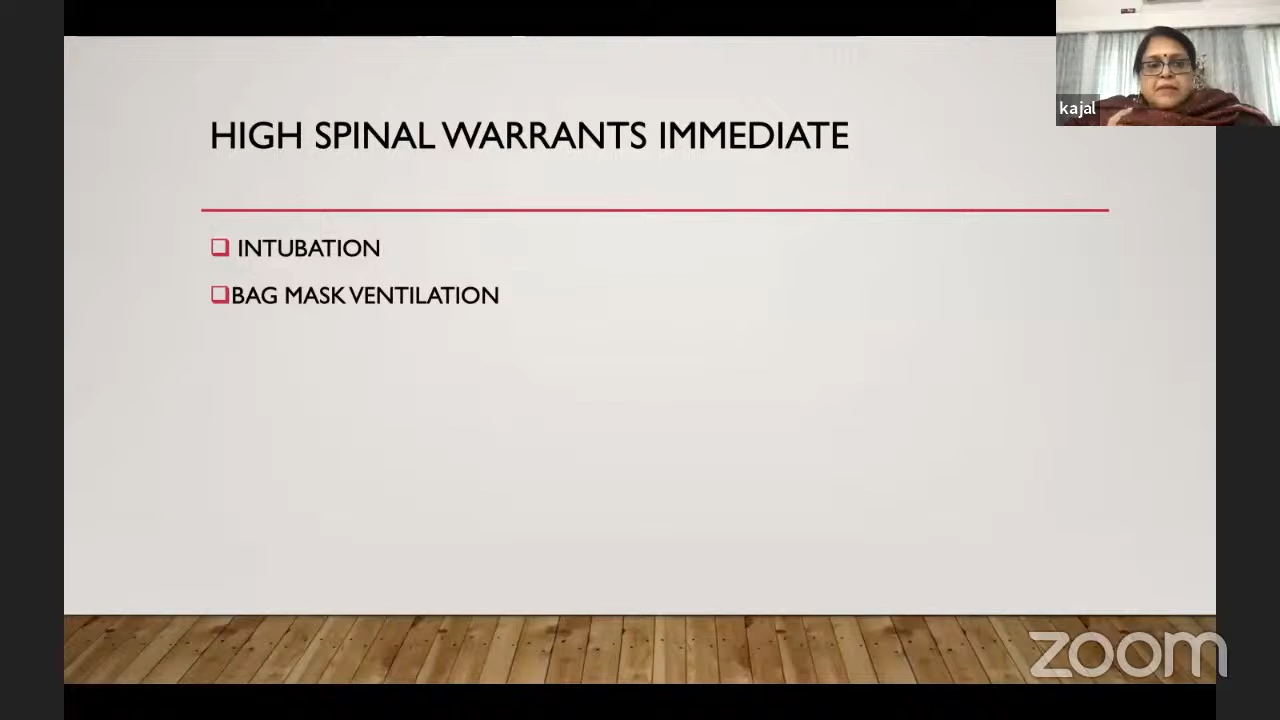 kajal
HIGH SPINAL WARRANTS IMMEDIATE
INTUBATION
BAG MASK VENTILATION
zoom